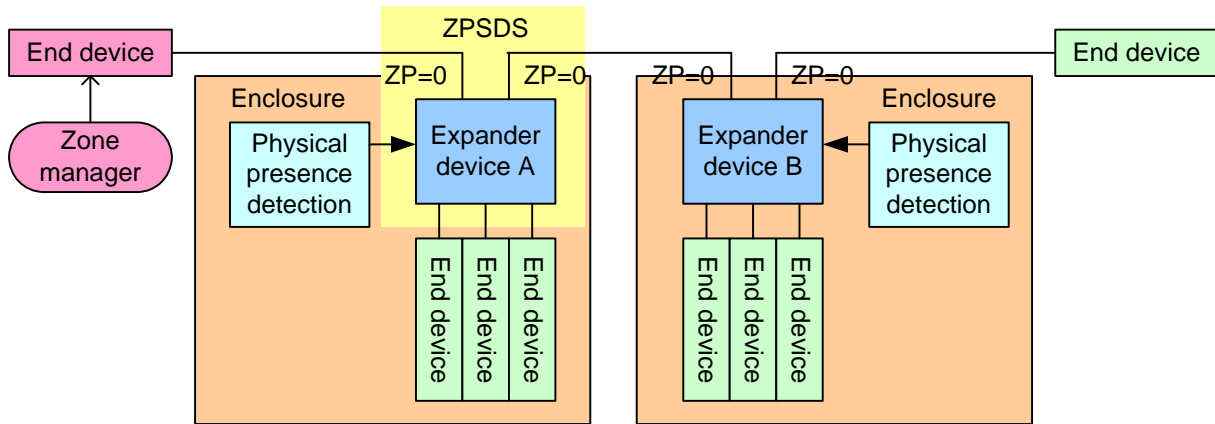 ZPSDS
End device
End device
ZP=0
ZP=0
ZP=0
ZP=0
Enclosure
Enclosure
Zone
manager
Physical
presence
detection
Expander
device A
Expander
device B
Physical
presence
detection
End device
End device
End device
End device
End device
End device